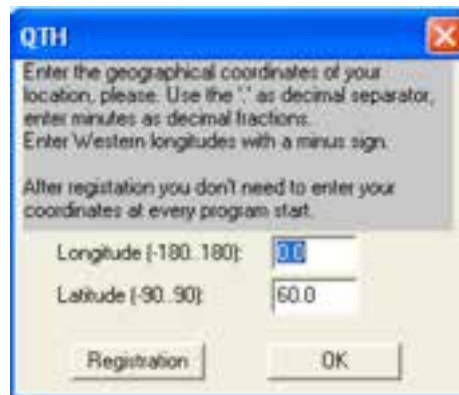 QTH
Enter the geographical coordinates of your
location, please. Use the '.' as decimal separator,
enter minutes as decimal fractions.
Enter Western longitudes with a minus sign.
After registation you don't need to enter your
coordinates at every program start.
Longitude (-180..180): 0.0
Latitude (-90..90): 60.0
Registration OK